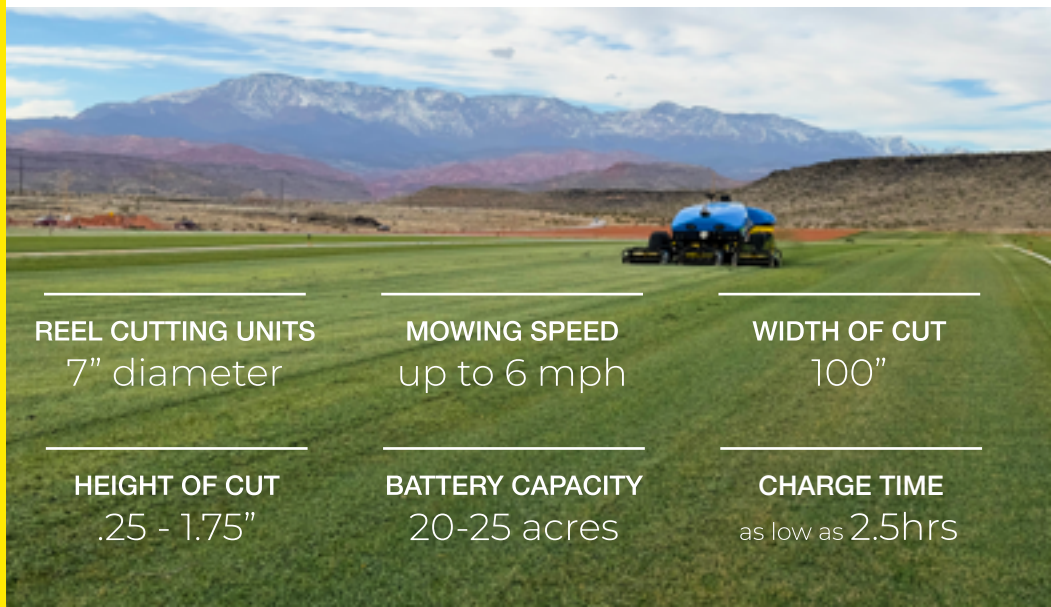 REEL CUTTING UNITS
7” diameter
MOWING SPEED
up to 6 mph
WIDTH OF CUT
100”
HEIGHT OF CUT
.25 - 1.75”
BATTERY CAPACITY
20-25 acres
CHARGE TIME
as low as 2.5hrs